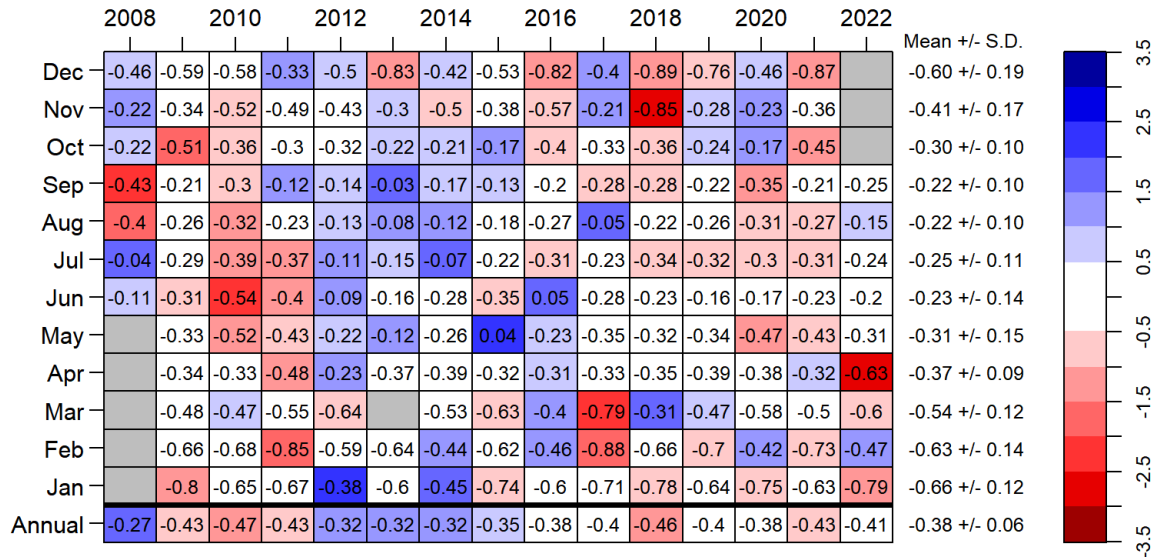 2008 2010 2012 2014 2016 2018 2020 2022
Mean +/- S.D.
Dec -0.46 -0.59 -0.58 -0.33 -0.5 -0.83 -0.42 -0.53 -0.82 -0.4 -0.89 -0.76 -0.46 -0.87 -0.60 +/- 0.19
Nov -0.22 -0.34 -0.52 -0.49 -0.43 -0.3 -0.5 -0.38 -0.57 -0.21 -0.85 -0.28 -0.23 -0.36 -0.41 +/- 0.17
Oct -0.22 -0.51 -0.36 -0.3 -0.32 -0.22 -0.21 -0.17 -0.4 -0.33 -0.36 -0.24 -0.17 -0.45 -0.30 +/- 0.10
Sep -0.43 -0.21 -0.3 -0.12 -0.14 -0.03 -0.17 -0.13 -0.2 -0.28 -0.28 -0.22 -0.35 -0.21 -0.25 -0.22 +/- 0.10
Aug -0.4 -0.26 -0.32 -0.23 -0.13 -0.08 -0.12 -0.18 -0.27 -0.05 -0.22 -0.26 -0.31 -0.27 -0.15 -0.22 +/- 0.10
Jul -0.04 -0.29 -0.39 -0.37 -0.11 -0.15 -0.07 -0.22 -0.31 -0.23 -0.34 -0.32 -0.3 -0.31 -0.24 -0.25 +/- 0.11
Jun -0.11 -0.31 -0.54 -0.4 -0.09 -0.16 -0.28 -0.35 0.05 -0.28 -0.23 -0.16 -0.17 -0.23 -0.2 -0.23 +/- 0.14
May -0.33 -0.52 -0.43 -0.22 -0.12 -0.26 0.04 -0.23 -0.35 -0.32 -0.34 -0.47 -0.43 -0.31 -0.31 +/- 0.15
Apr -0.34 -0.33 -0.48 -0.23 -0.37 -0.39 -0.32 -0.31 -0.33 -0.35 -0.39 -0.38 -0.32 -0.63 -0.37 +/- 0.09
Mar -0.48 -0.47 -0.55 -0.64 -0.53 -0.63 -0.4 -0.79 -0.31 -0.47 -0.58 -0.5 -0.6 -0.54 +/- 0.12
Feb -0.66 -0.68 -0.85 -0.59 -0.64 -0.44 -0.62 -0.46 -0.88 -0.66 -0.7 -0.42 -0.73 -0.47 -0.63 +/- 0.14
Jan -0.8 -0.65 -0.67 -0.38 -0.6 -0.45 -0.74 -0.6 -0.71 -0.78 -0.64 -0.75 -0.63 -0.79 -0.66 +/- 0.12
Annual -0.27 -0.43 -0.47 -0.43 -0.32 -0.32 -0.32 -0.35 -0.38 -0.4 -0.46 -0.4 -0.38 -0.43 -0.41 -0.38 +/- 0.06
3.5
2.5
1.5
0.5
-0.5
-1.5
-2.5
-3.5